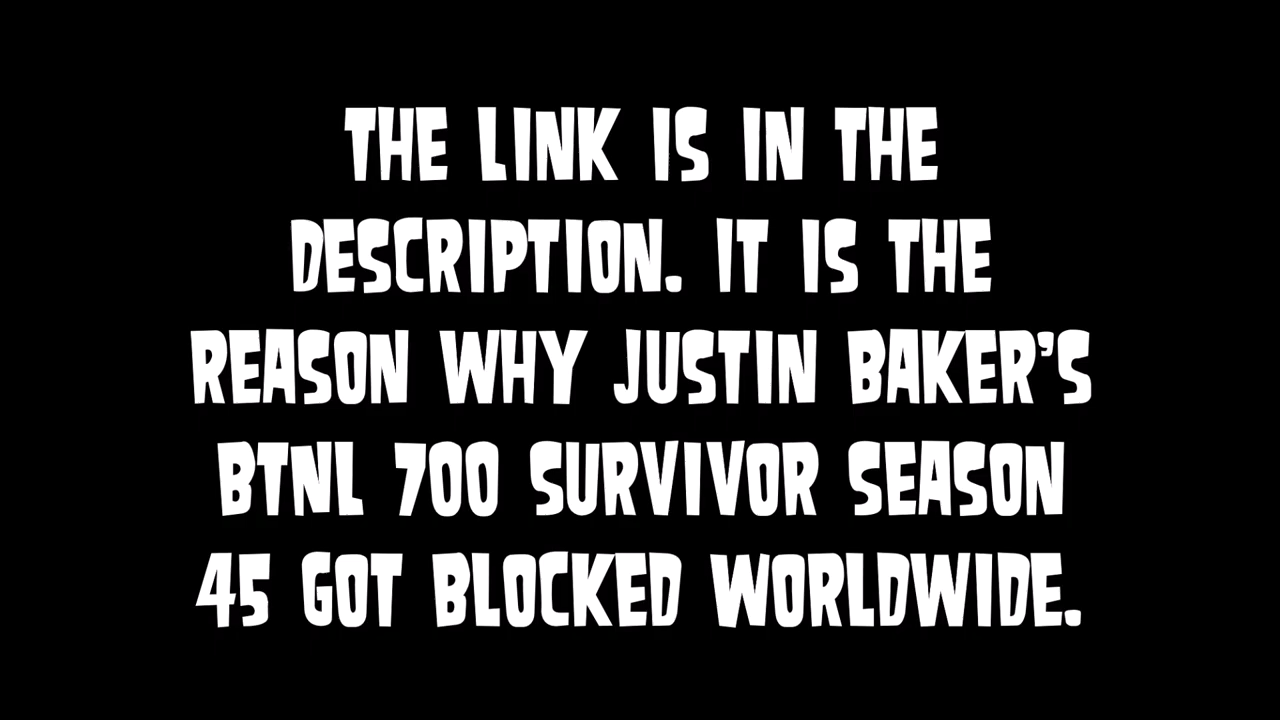 THE LINK IS IN THE
DESCRIPTION. IT IS THE
REASON WHY JUSTIN BAKER'S
BTNL 700 SURVIVOR SEASON
45 GOT BLOCKED WORLDWIDE.